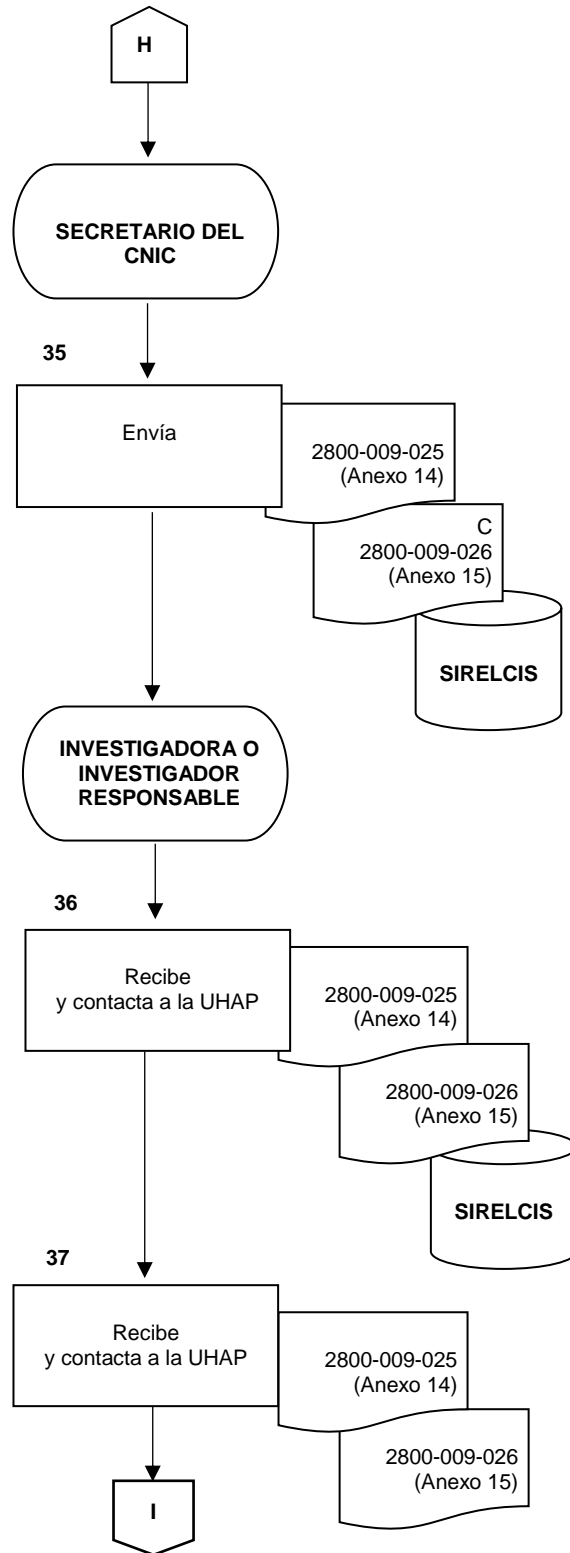 H
SECRETARIO DEL
CNIC
35
Envía
2800-009-025
(Anexo 14)
C
2800-009-026
(Anexo 15)
SIRELCIS
INVESTIGADORA O
INVESTIGADOR
RESPONSABLE
36
Recibe
y contacta a la UHAP
2800-009-025
(Anexo 14)
2800-009-026
(Anexo 15)
SIRELCIS
37
Recibe
y contacta a la UHAP
2800-009-025
(Anexo 14)
2800-009-026
(Anexo 15)
I